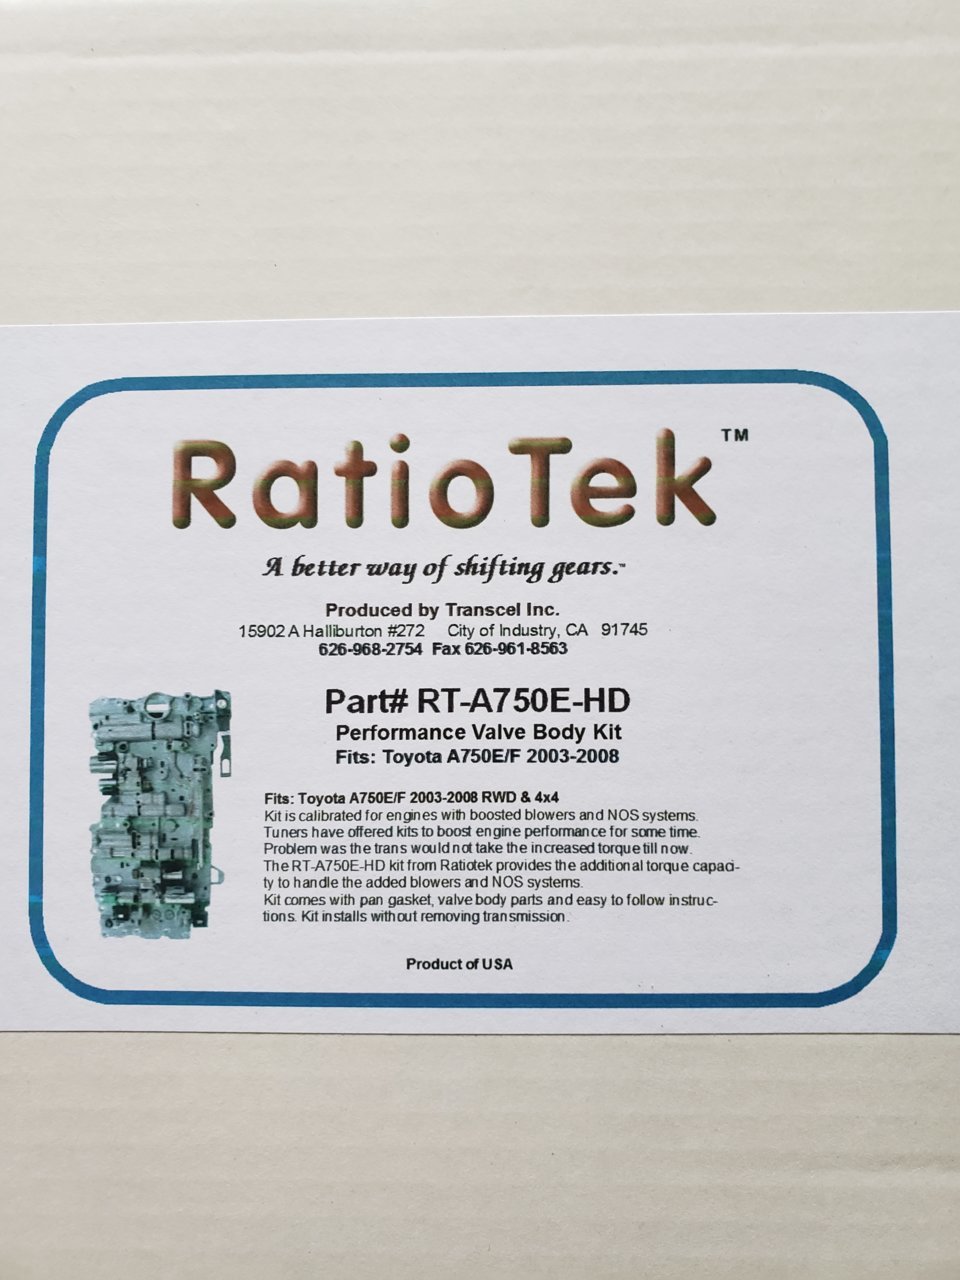 RatioTek™
A better way of shifting gears.™
Produced by Transcel Inc.
15902 A Halliburton #272 City of Industry, CA 91745
626-968-2754 Fax 626-961-8563
Part# RT-A750E-HD
Performance Valve Body Kit
Fits: Toyota A750E/F 2003-2008
Fits: Toyota A750E/F 2003-2008 RWD & 4x4
Kit is calibrated for engines with boosted blowers and NOS systems.
Tuners have offered kits to boost engine performance for some time.
Problem was the trans would not take the increased torque till now.
The RT-A750E-HD kit from Ratiotek provides the additional torque capaci-
ty to handle the added blowers and NOS systems.
Kit comes with pan gasket, valve body parts and easy to follow instruc-
tions. Kit installs without removing transmission.
Product of USA